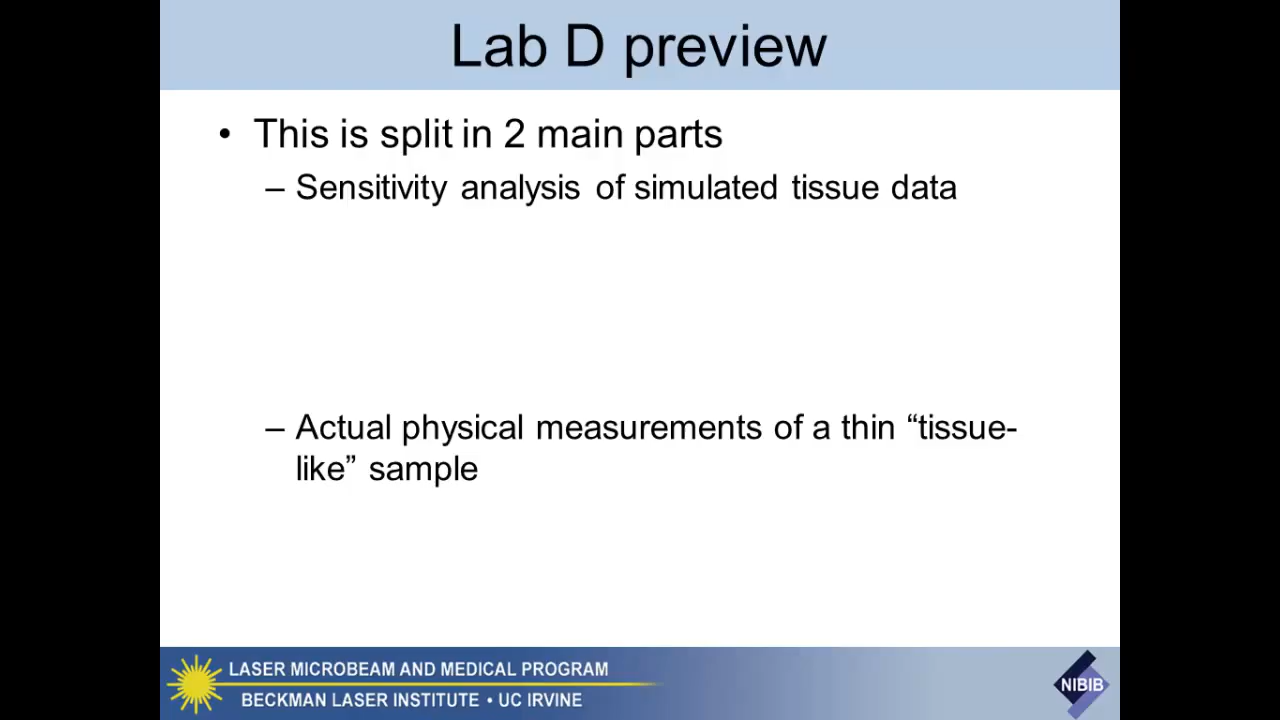 Lab D preview
• This is split in 2 main parts
– Sensitivity analysis of simulated tissue data
– Actual physical measurements of a thin “tissue-
like” sample
LASER MICROBEAM AND MEDICAL PROGRAM
BECKMAN LASER INSTITUTE • UC IRVINE
NIBIB